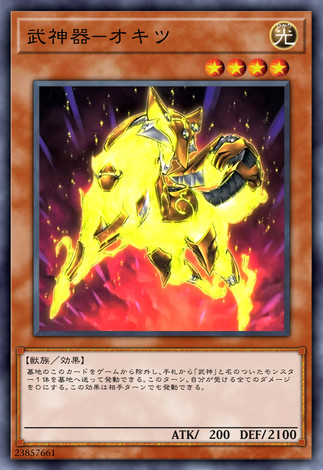 武神器−オキツ
光
【獣族／効果】
墓地のこのカードをゲームから除外し、手札から「武神」と名のついたモンスター１体を墓地へ送って発動できる。このターン、自分が受ける全てのダメージを０にする。この効果は相手ターンでも発動できる。
ATK/ 200 DEF/2100
23857661